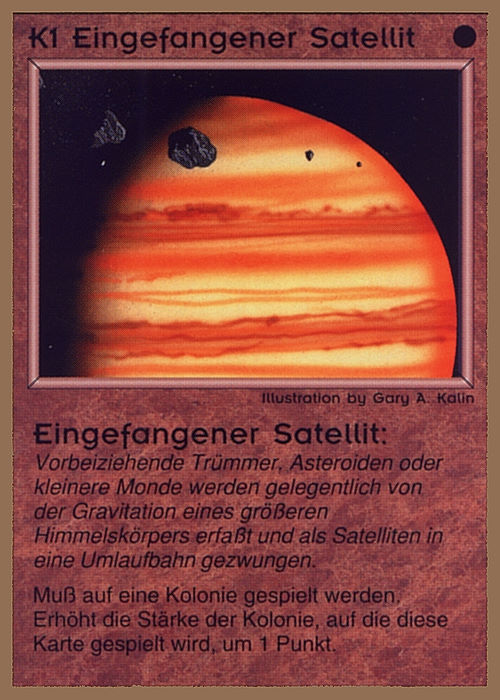 K1 Eingefangener Satellit
Illustration by Gary A. Kalin
Eingefangener Satellit:
Vorbeiziehende Trümmer, Asteroiden oder
kleinere Monde werden gelegentlich von
der Gravitation eines größeren
Himmelskörpers erfaßt und als Satelliten in
eine Umlaufbahn gezwungen.
Muß auf eine Kolonie gespielt werden.
Erhöht die Stärke der Kolonie, auf die diese
Karte gespielt wird, um 1 Punkt.